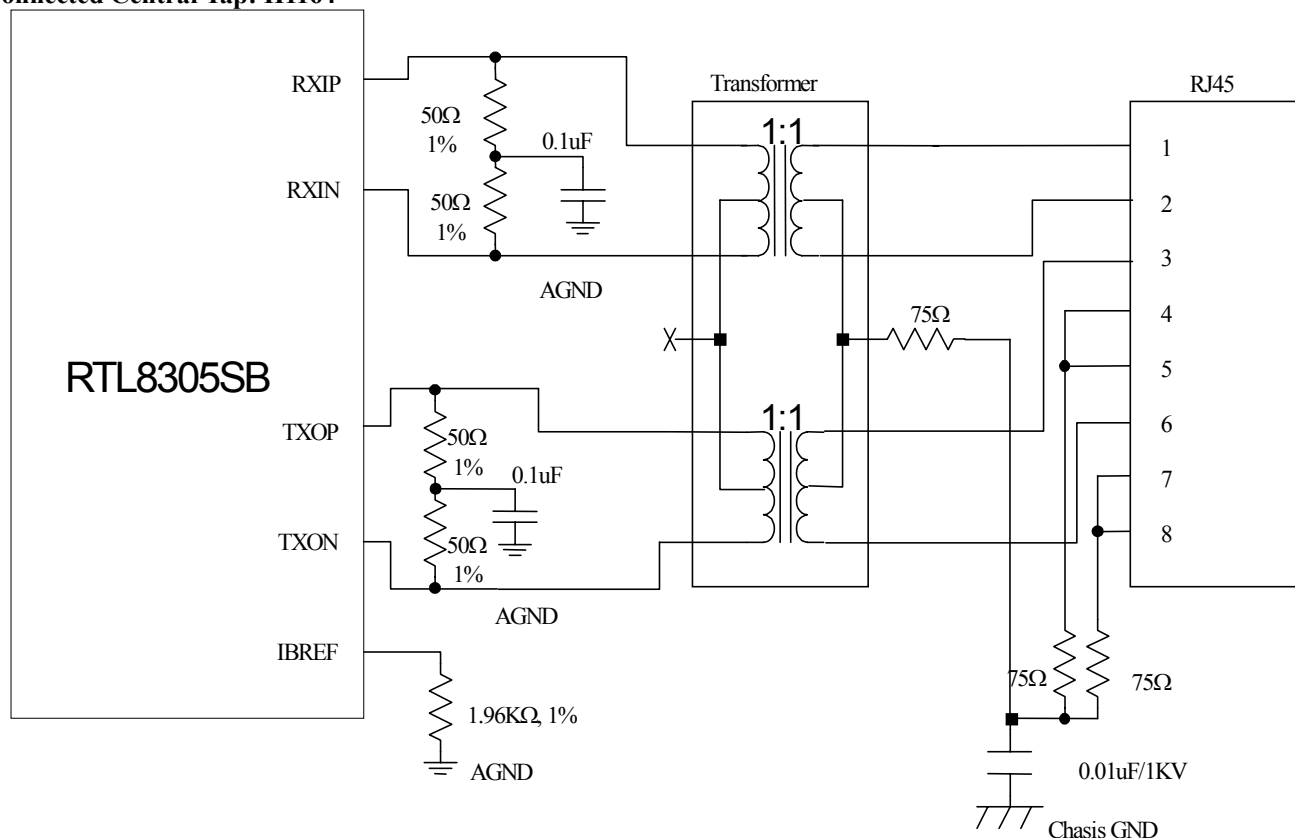 Central Tap:
RXIP
50Ω
1%
0.1uF
RXIN
50Ω
1%
AGND
Transformer
1:1
RJ45
1
2
3
4
5
6
7
8
75Ω
RTL8305SB
TXOP
50Ω
1%
0.1uF
TXON
50Ω
1%
AGND
1:1
IBREF
1.96KΩ, 1%
AGND
75Ω
75Ω
0.01uF/1KV
Chasis GND